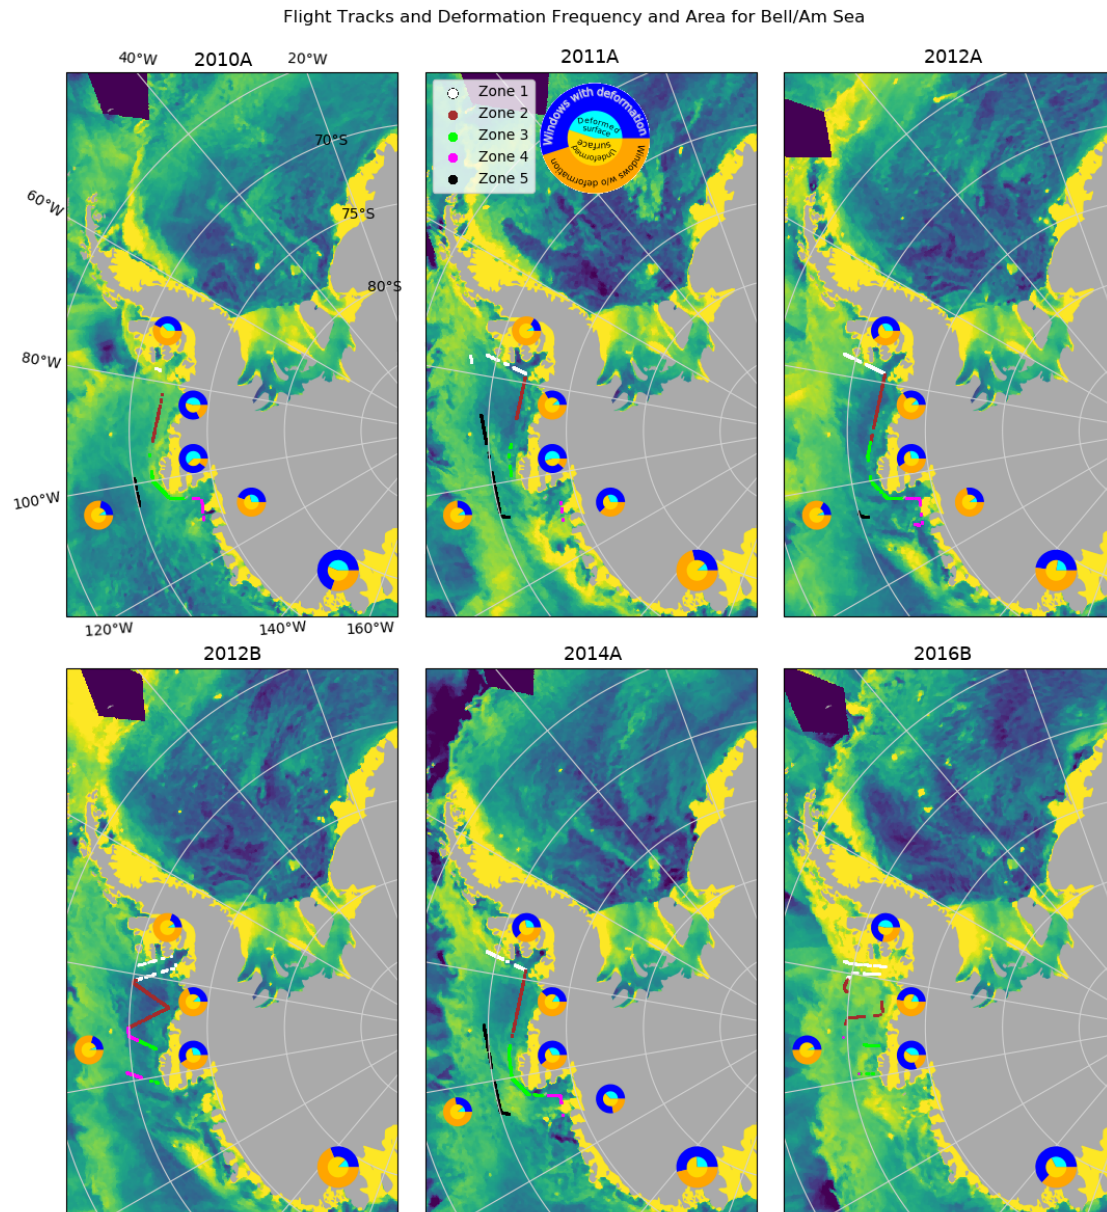 Flight Tracks and Deformation Frequency and Area for Bell/Am Sea
2010A
2011A
2012A
40°W
20°W
70°S
75°S
80°S
60°W
80°W
100°W
120°W
140°W
160°W
Zone 1
Zone 2
Zone 3
Zone 4
Zone 5
Windows with deformation
Deformed
surface
Undeformed
surface
Windows w/o deformation
2012B
2014A
2016B